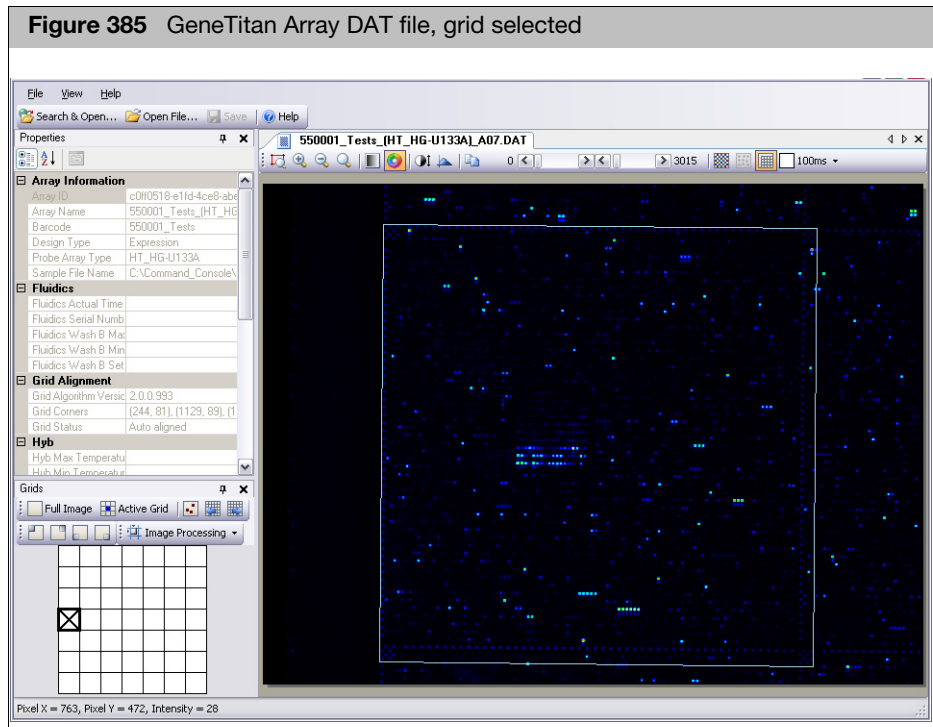 Figure 385 GeneTitan Array DAT file, grid selected
File View Help
Search & Open... Open File... Save Help
Properties
550001_Tests_(HT_HG-U133A)_A07.DAT
0 3015 100ms
Array Information
Array ID c0ff0518-e1fd-4ce8-abe
Array Name 550001_Tests_(HT_HG
Barcode 550001_Tests
Design Type Expression
Probe Array Type HT_HG-U133A
Sample File Name C:\Command_Console\
Fluidics
Fluidics Actual Time
Fluidics Serial Numb
Fluidics Wash B Max
Fluidics Wash B Min
Fluidics Wash B Set
Grid Alignment
Grid Algorithm Versic 2.0.0.993
Grid Corners (244, 81), (1129, 89), (1
Grid Status Auto aligned
Hyb
Hyb Max Temperatu
Hyb Min Temperatur
Grids
Full Image Active Grid
Image Processing
Pixel X = 763, Pixel Y = 472, Intensity = 28